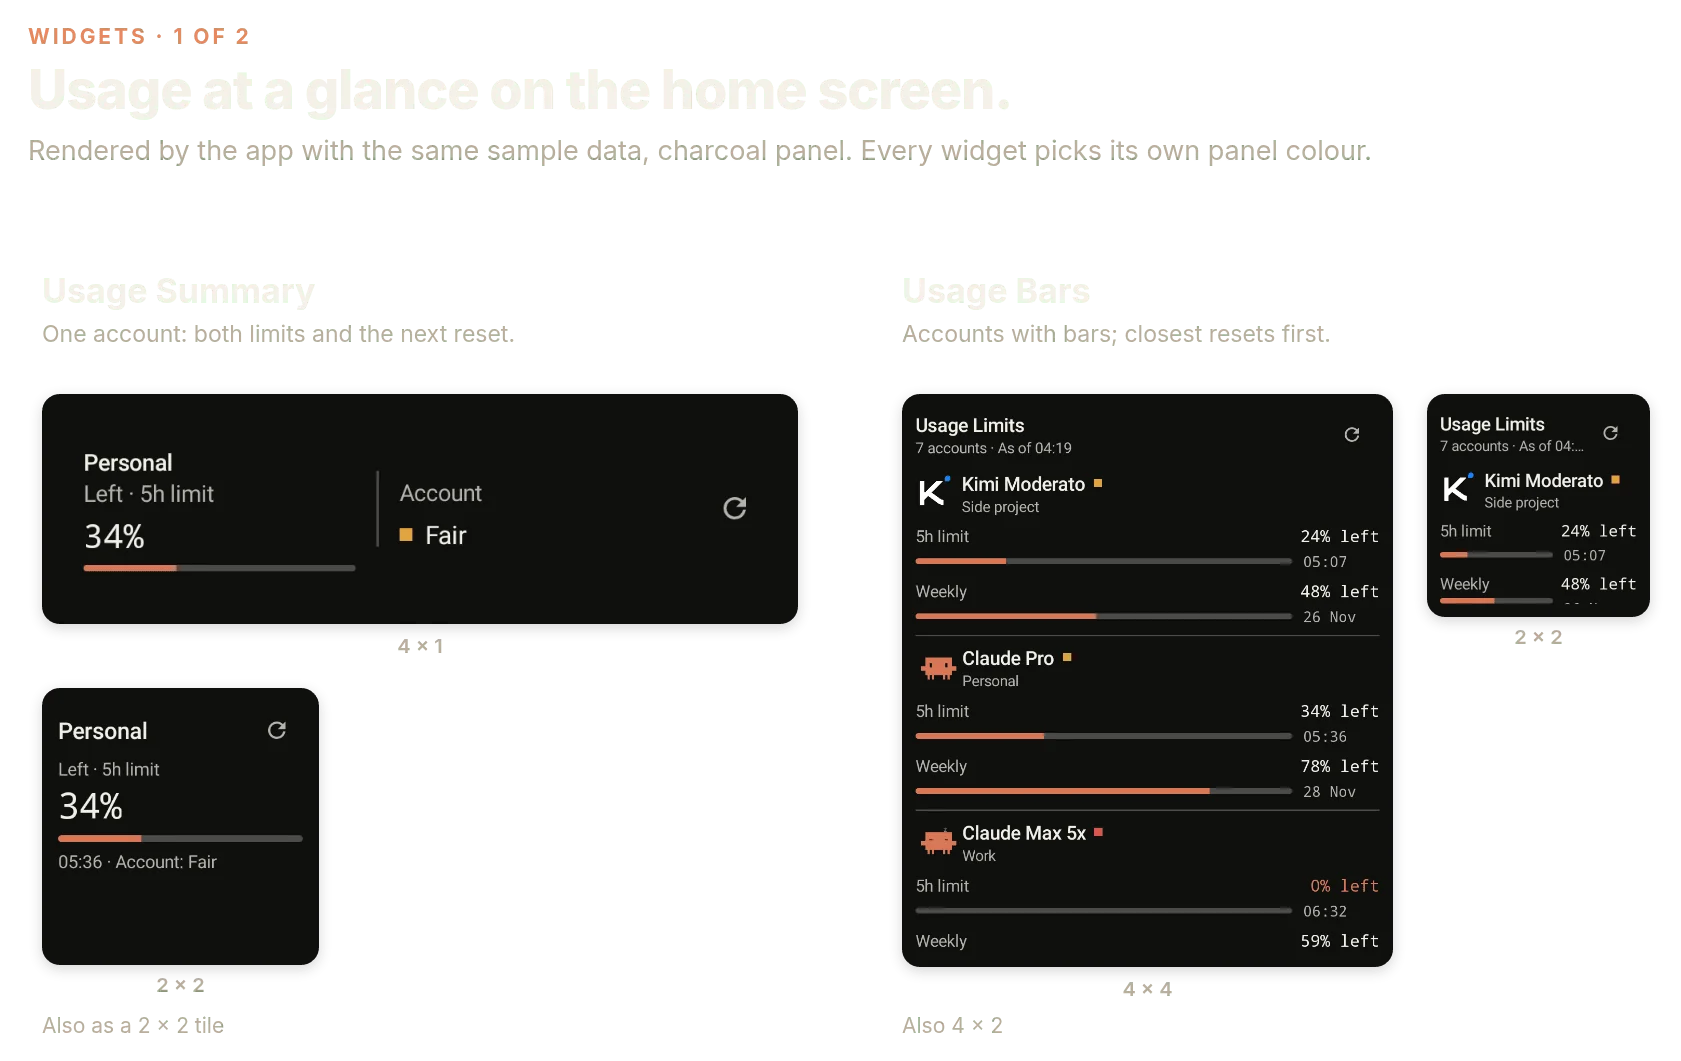 WIDGETS · 1 OF 2
Usage at a glance on the home screen.
Rendered by the app with the same sample data, charcoal panel. Every widget picks its own panel colour.
Usage Summary
One account: both limits and the next reset.
Personal
Left · 5h limit
34%
Account
Fair
4 × 1
Personal
Left · 5h limit
34%
05:36 · Account: Fair
2 × 2
Also as a 2 × 2 tile
Usage Bars
Accounts with bars; closest resets first.
Usage Limits
7 accounts · As of 04:19
Kimi Moderato
Side project
5h limit 24% left
05:07
Weekly 48% left
26 Nov
Claude Pro
Personal
5h limit 34% left
05:36
Weekly 78% left
28 Nov
Claude Max 5x
Work
5h limit 0% left
06:32
Weekly 59% left
4 × 4
Also 4 × 2
Usage Limits
7 accounts · As of 04:...
Kimi Moderato
Side project
5h limit 24% left
05:07
Weekly 48% left
2 × 2